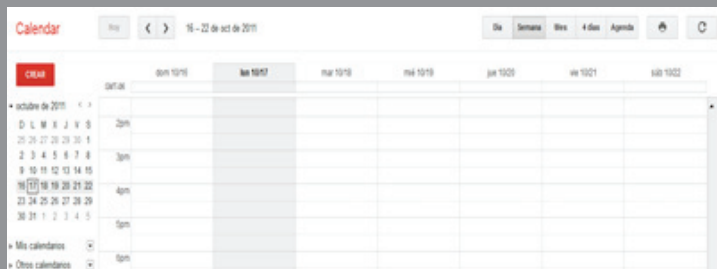 Calendar
Hoy
16 – 22 de oct de 2011
Día Semana Mes 4 días Agenda
CREAR
dom 10/16 lun 10/17 mar 10/18 mié 10/19 jue 10/20 vie 10/21 sáb 10/22
GMT-06
octubre de 2011
D L M X J V S
25 26 27 28 29 30 1
2 3 4 5 6 7 8
9 10 11 12 13 14 15
16 17 18 19 20 21 22
23 24 25 26 27 28 29
30 31 1 2 3 4 5
Mis calendarios
Otros calendarios
2pm
3pm
4pm
5pm
6pm